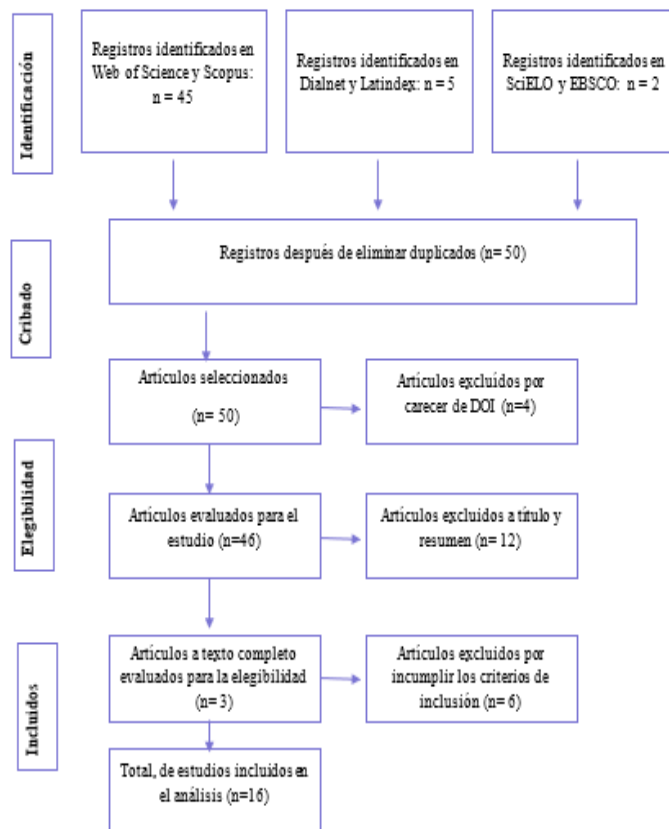 Identificación
Registros identificados en
Web of Science y Scopus:
n = 45
Registros identificados en
Dialnet y Latindex: n = 5
Registros identificados en
SciELO y EBSCO: n = 2
Cribado
Registros después de eliminar duplicados (n= 50)
Artículos seleccionados
(n= 50)
Artículos excluidos por
carecer de DOI (n=4)
Elegibilidad
Artículos evaluados para el
estudio (n=46)
Artículos excluidos a título y
resumen (n= 12)
Incluidos
Artículos a texto completo
evaluados para la elegibilidad
(n= 3)
Artículos excluidos por
incumplir los criterios de
inclusión (n= 6)
Total, de estudios incluidos en
el análisis (n=16)